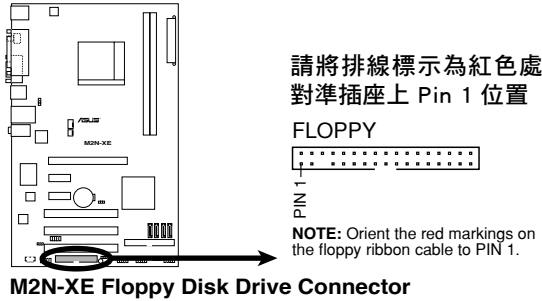 請將排線標示為紅色處
對準插座上 Pin 1 位置
FLOPPY
PIN 1
NOTE: Orient the red markings on
the floppy ribbon cable to PIN 1.
/ISUS
M2N-XE
M2N-XE Floppy Disk Drive Connector